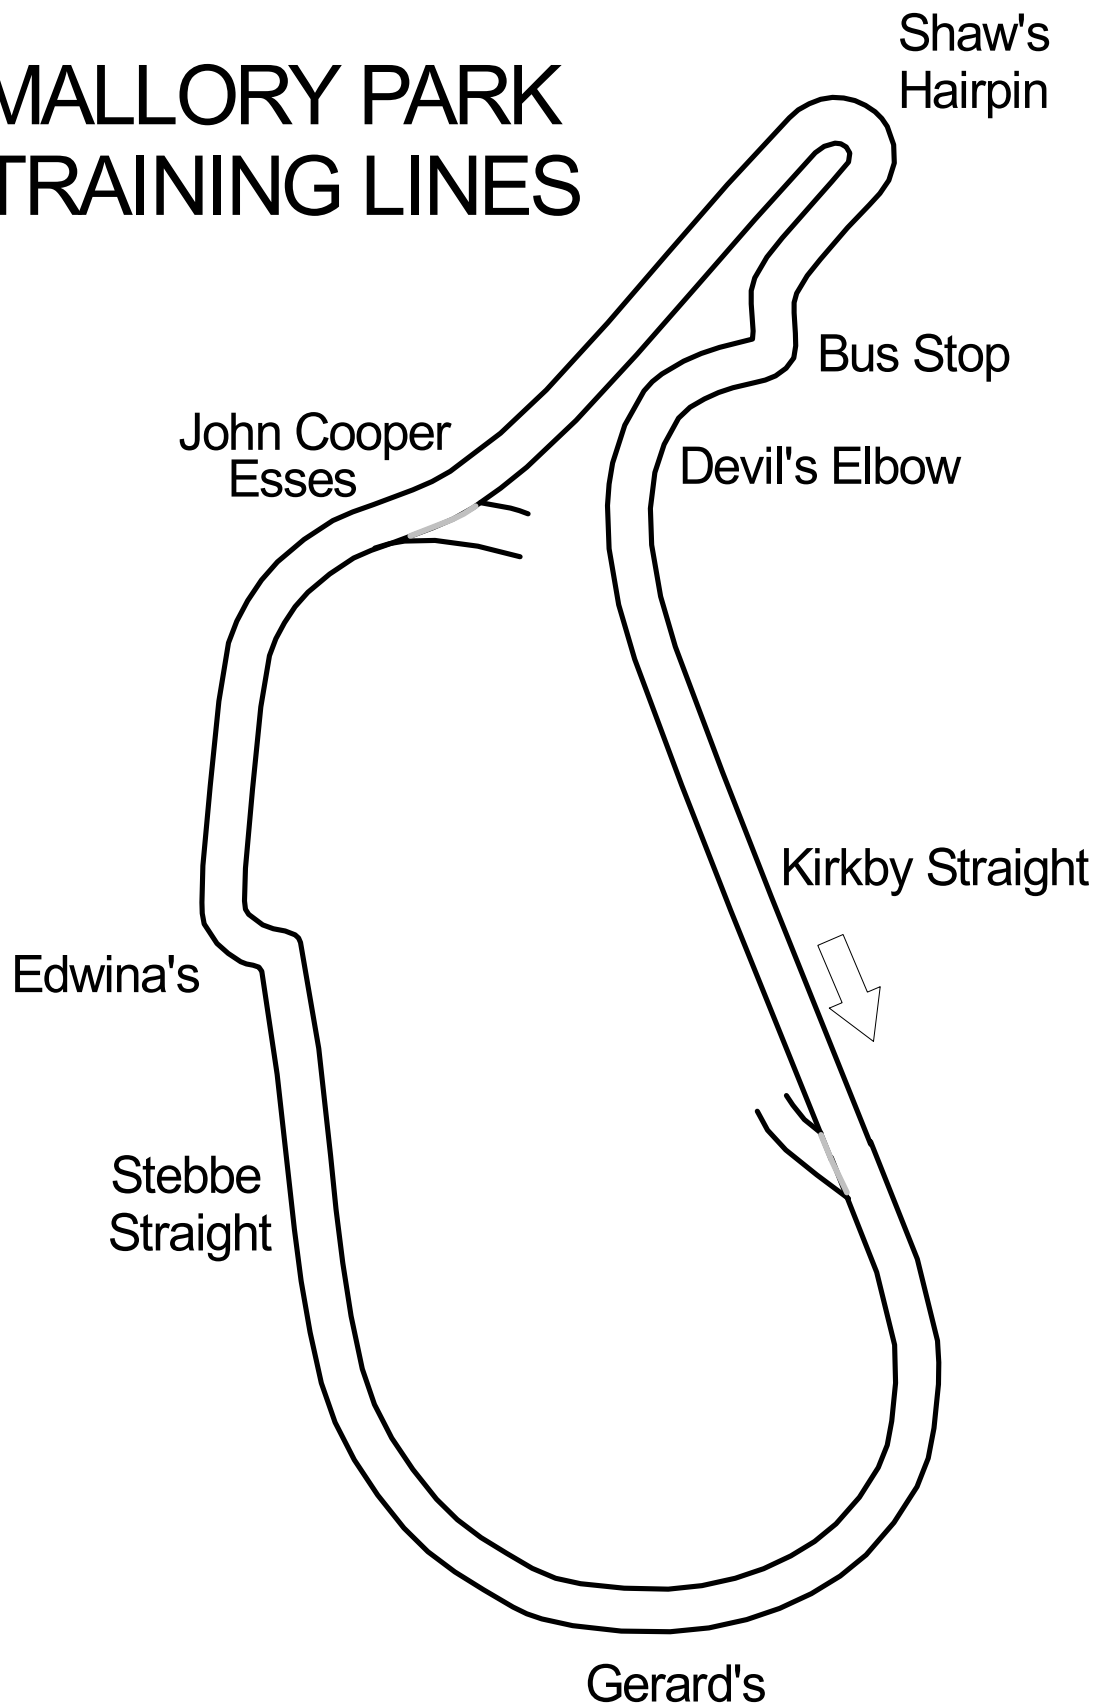 MALLORY PARK
TRAINING LINES
Shaw's
Hairpin
Bus Stop
John Cooper
Esses
Devil's Elbow
Kirkby Straight
Edwina's
Stebbe
Straight
Gerard's